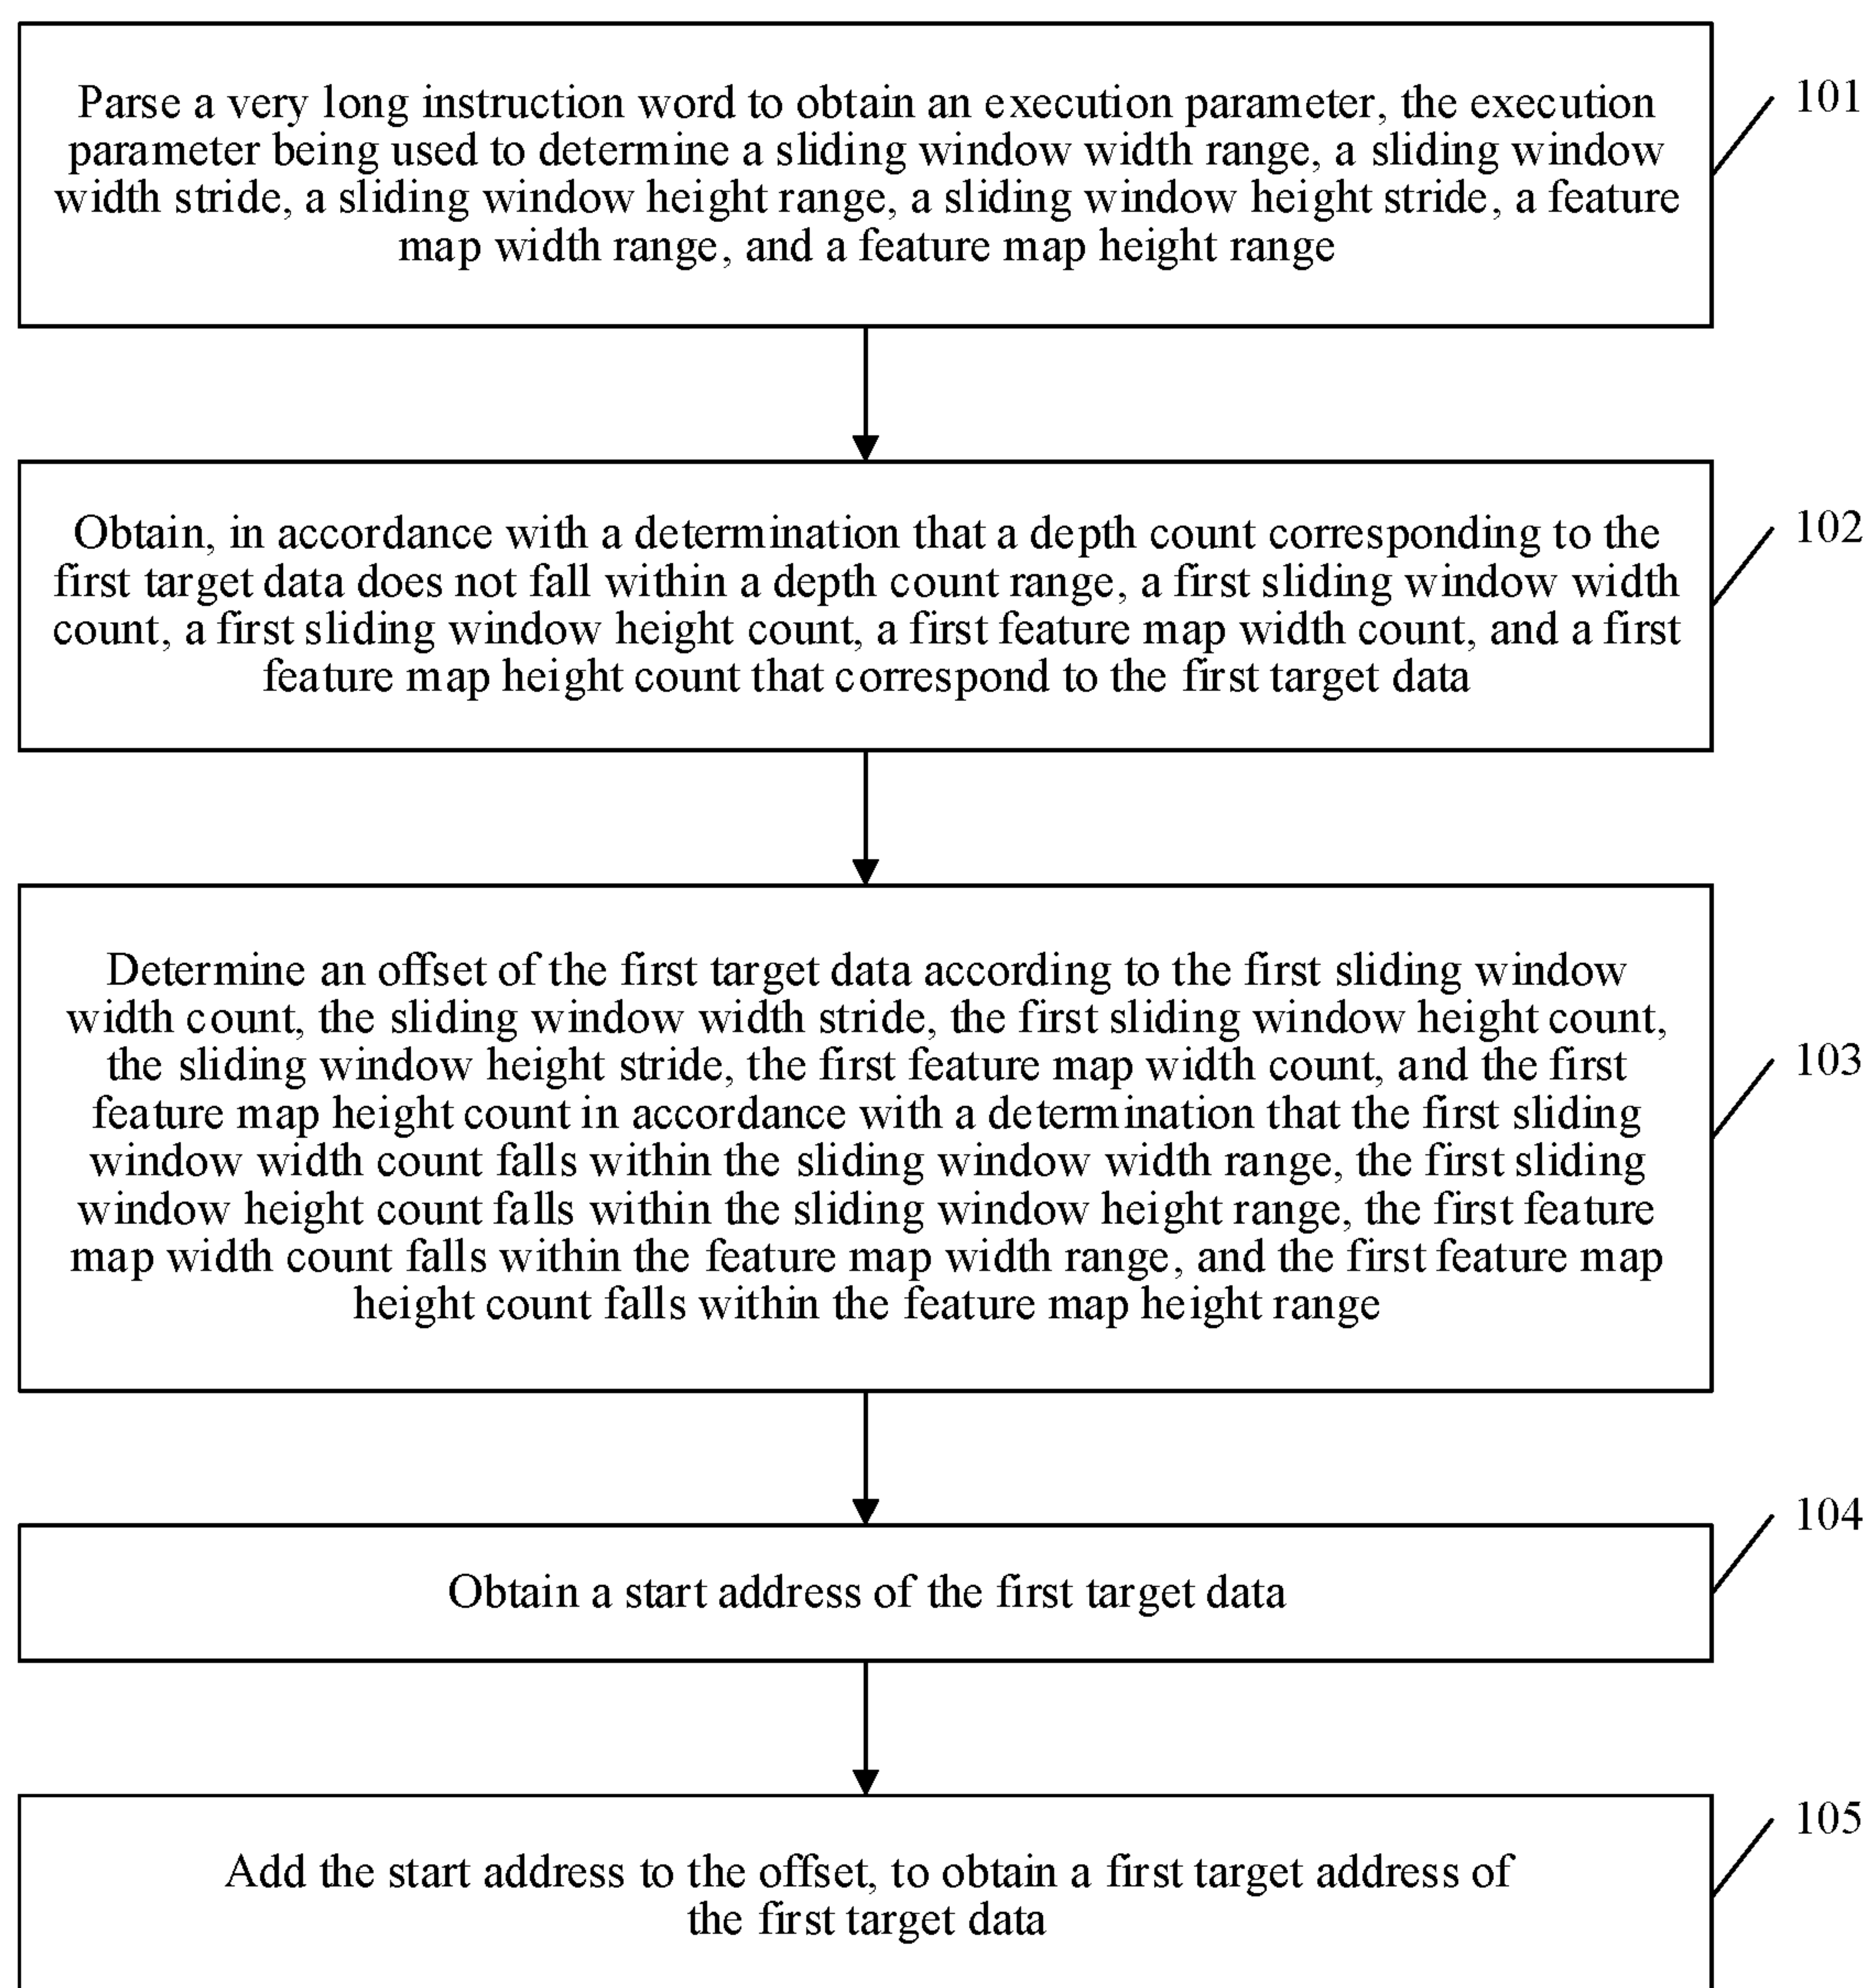 Parse a very long instruction word to obtain an execution parameter, the execution
parameter being used to determine a sliding window width range, a sliding window
width stride, a sliding window height range, a sliding window height stride, a feature
map width range, and a feature map height range
101
Obtain, in accordance with a determination that a depth count corresponding to the
first target data does not fall within a depth count range, a first sliding window width
count, a first sliding window height count, a first feature map width count, and a first
feature map height count that correspond to the first target data
102
Determine an offset of the first target data according to the first sliding window
width count, the sliding window width stride, the first sliding window height count,
the sliding window height stride, the first feature map width count, and the first
feature map height count in accordance with a determination that the first sliding
window width count falls within the sliding window width range, the first sliding
window height count falls within the sliding window height range, the first feature
map width count falls within the feature map width range, and the first feature map
height count falls within the feature map height range
103
Obtain a start address of the first target data
104
Add the start address to the offset, to obtain a first target address of
the first target data
105